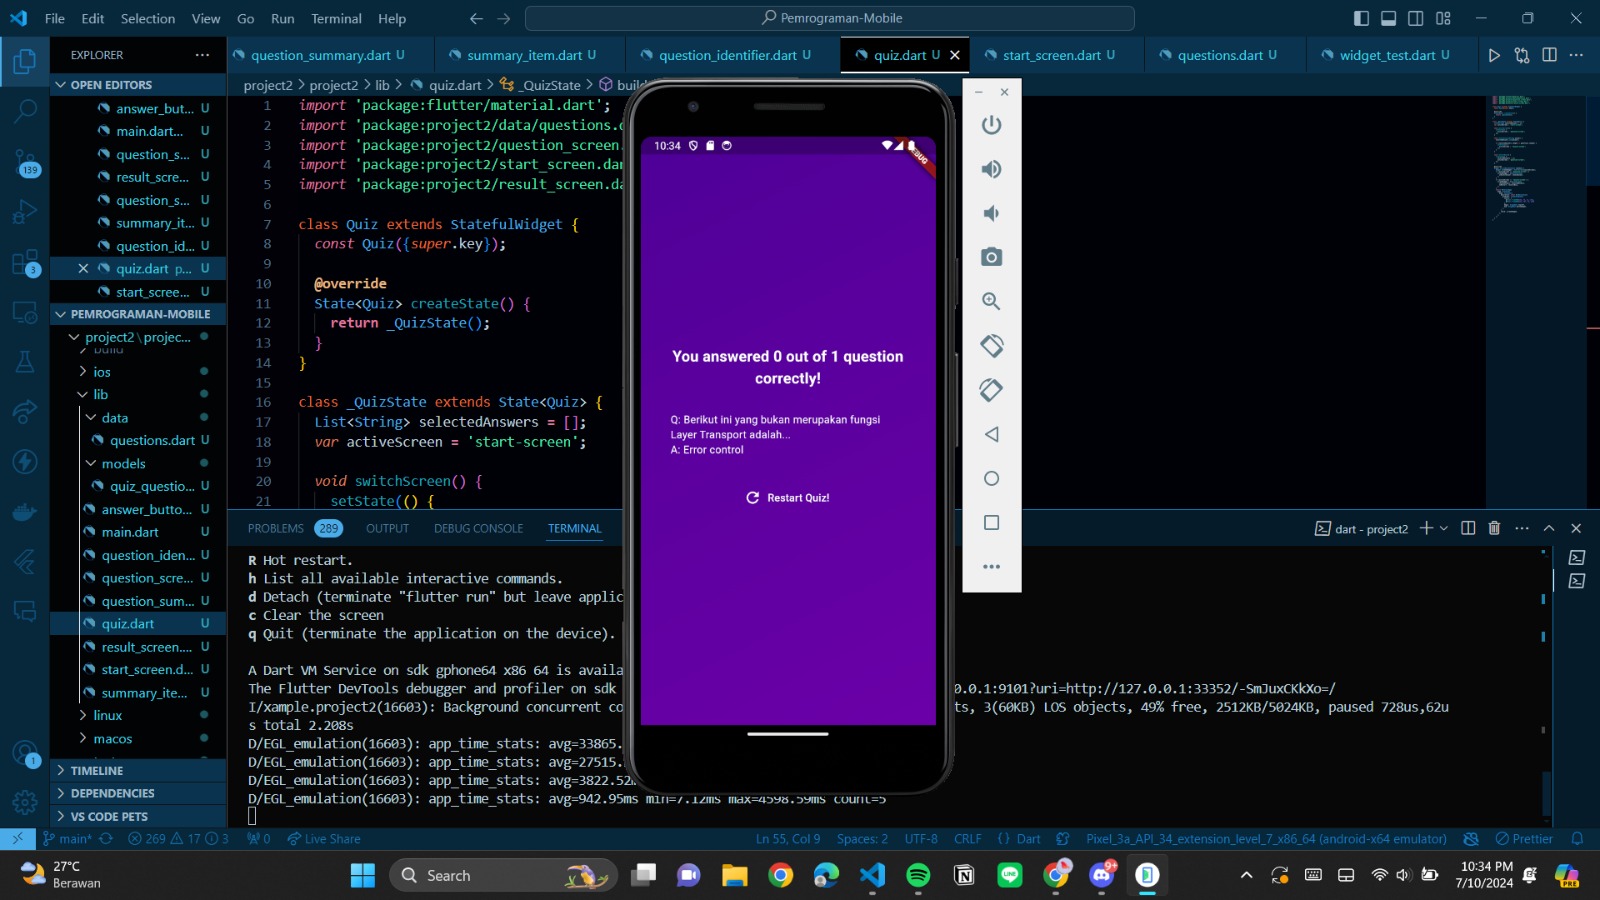 File Edit Selection View Go Run Terminal Help
Pemrograman-Mobile
EXPLORER
question_summary.dart U
summary_item.dart U
question_identifier.dart U
quiz.dart U
start_screen.dart U
questions.dart U
widget_test.dart U
OPEN EDITORS
answer_but... U
main.dart... U
question_s... U
result_scre... U
question_s... U
summary_it... U
question_id... U
quiz.dart p... U
start_scree... U
PEMROGRAMAN-MOBILE
project2\projec...
build
ios
lib
data
questions.dart U
models
quiz_questio... U
answer_butto... U
main.dart U
question_iden... U
question_scre... U
question_sum... U
quiz.dart U
result_screen.... U
start_screen.d... U
summary_ite... U
linux
macos
TIMELINE
DEPENDENCIES
VS CODE PETS
139
3
1
project2 > project2 > lib > quiz.dart > _QuizState > build
1 import 'package:flutter/material.dart';
2 import 'package:project2/data/questions.
3 import 'package:project2/question_screen.
4 import 'package:project2/start_screen.dar
5 import 'package:project2/result_screen.da
6
7 class Quiz extends StatefulWidget {
8 const Quiz({super.key});
9
10 @override
11 State<Quiz> createState() {
12 return _QuizState();
13 }
14 }
15
16 class _QuizState extends State<Quiz> {
17 List<String> selectedAnswers = [];
18 var activeScreen = 'start-screen';
19
20 void switchScreen() {
21 setState(() {
10:34
DEBUG
You answered 0 out of 1 question
correctly!
Q: Berikut ini yang bukan merupakan fungsi
Layer Transport adalah...
A: Error control
Restart Quiz!
PROBLEMS 289 OUTPUT DEBUG CONSOLE TERMINAL
dart - project2
R Hot restart.
h List all available interactive commands.
d Detach (terminate "flutter run" but leave applic
c Clear the screen
q Quit (terminate the application on the device).
A Dart VM Service on sdk gphone64 x86 64 is availa
The Flutter DevTools debugger and profiler on sdk 0.0.1:9101?uri=http://127.0.0.1:33352/-SmJuxCKkXo=/
I/xample.project2(16603): Background concurrent co ts, 3(60KB) LOS objects, 49% free, 2512KB/5024KB, paused 728us,62u
s total 2.208s
D/EGL_emulation(16603): app_time_stats: avg=33865.
D/EGL_emulation(16603): app_time_stats: avg=27515.
D/EGL_emulation(16603): app_time_stats: avg=3822.52m
D/EGL_emulation(16603): app_time_stats: avg=942.95ms min=7.12ms max=4598.59ms count=5
main* 269 17 3 0 Live Share
Ln 55, Col 9 Spaces: 2 UTF-8 CRLF {} Dart Pixel_3a_API_34_extension_level_7_x86_64 (android-x64 emulator) Prettier
27°C
Berawan
Search
9+
10:34 PM
7/10/2024
PRE